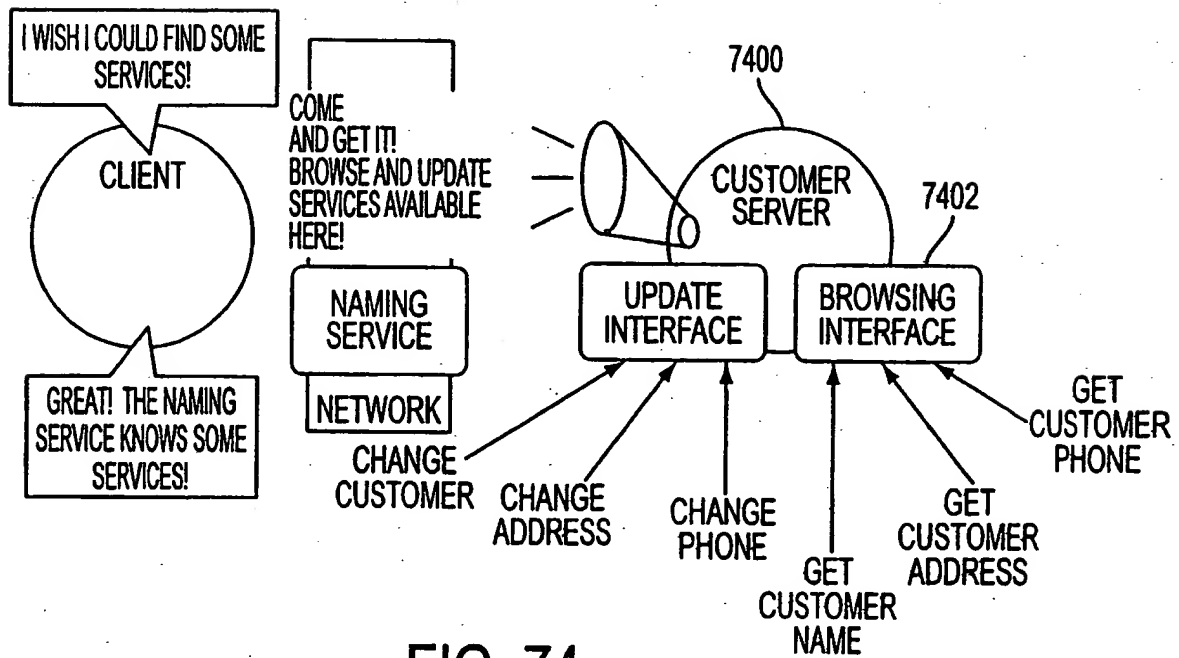 I WISH I COULD FIND SOME
SERVICES!
CLIENT
GREAT! THE NAMING
SERVICE KNOWS SOME
SERVICES!
COME
AND GET IT!
BROWSE AND UPDATE
SERVICES AVAILABLE
HERE!
NAMING
SERVICE
NETWORK
7400
CUSTOMER
SERVER
7402
UPDATE
INTERFACE
BROWSING
INTERFACE
CHANGE
CUSTOMER
CHANGE
ADDRESS
CHANGE
PHONE
GET
CUSTOMER
NAME
GET
CUSTOMER
ADDRESS
GET
CUSTOMER
PHONE
FIG. 74